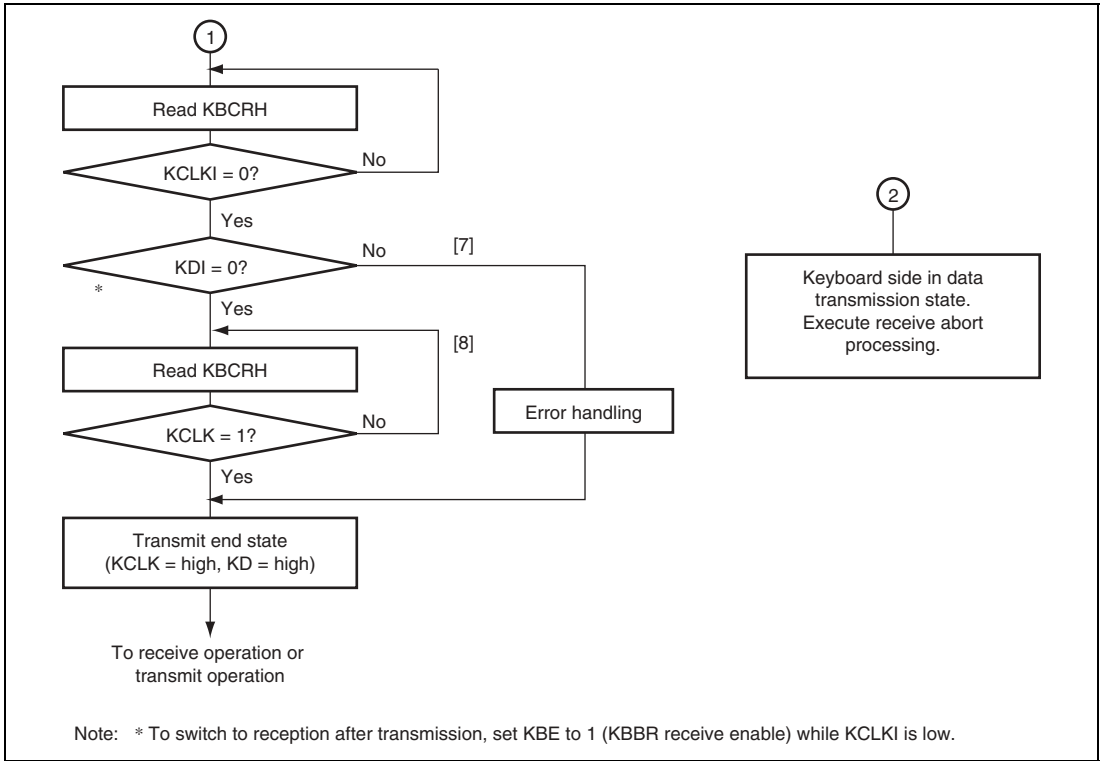 1
Read KBCRH
KCLKI = 0?
No
Yes
KDI = 0?
No
[7]
*
Yes
[8]
Read KBCRH
KCLK = 1?
No
Error handling
Yes
Transmit end state
(KCLK = high, KD = high)
To receive operation or
transmit operation
2
Keyboard side in data
transmission state.
Execute receive abort
processing.
Note: * To switch to reception after transmission, set KBE to 1 (KBBR receive enable) while KCLKI is low.